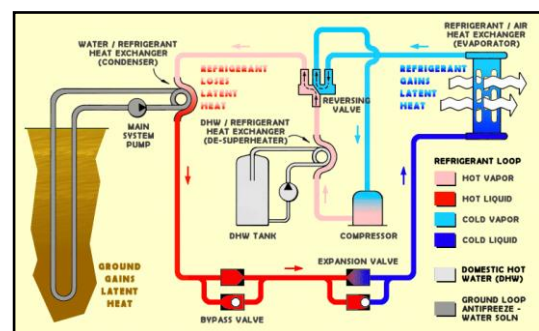 WATER / REFRIGERANT
HEAT EXCHANGER
(CONDENSER)
REFRIGERANT
LOSES
LATENT
HEAT
MAIN
SYSTEM
PUMP
DHW / REFRIGERANT
HEAT EXCHANGER
(DE-SUPERHEATER)
DHW TANK
REVERSING
VALVE
COMPRESSOR
REFRIGERANT
GAINS
LATENT
HEAT
REFRIGERANT / AIR
HEAT EXCHANGER
(EVAPORATOR)
GROUND
GAINS
LATENT
HEAT
BYPASS VALVE
EXPANSION VALVE
REFRIGERANT LOOP
HOT VAPOR
HOT LIQUID
COLD VAPOR
COLD LIQUID
DOMESTIC HOT
WATER (DHW)
GROUND LOOP
ANTIFREEZE -
WATER SOLN